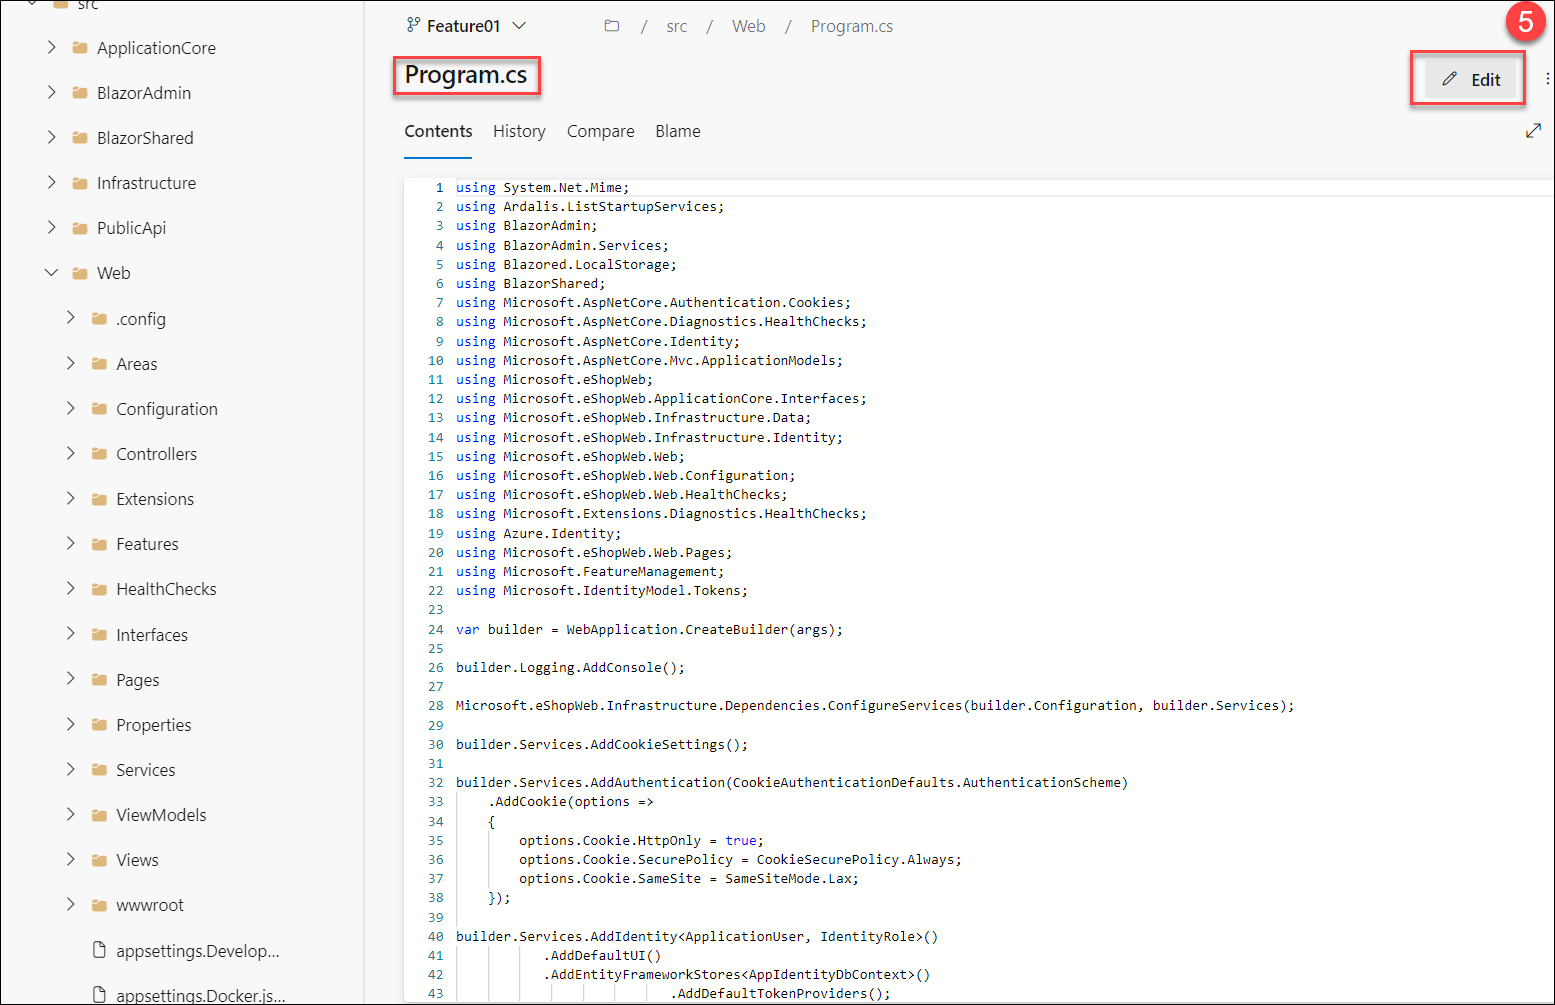 src
ApplicationCore
BlazorAdmin
BlazorShared
Infrastructure
PublicApi
Web
.config
Areas
Configuration
Controllers
Extensions
Features
HealthChecks
Interfaces
Pages
Properties
Services
ViewModels
Views
wwwroot
appsettings.Develop...
appsettings.Docker.js...
Feature01
/ src / Web / Program.cs
5
Program.cs
Edit
Contents History Compare Blame
1 using System.Net.Mime;
2 using Ardalis.ListStartupServices;
3 using BlazorAdmin;
4 using BlazorAdmin.Services;
5 using Blazored.LocalStorage;
6 using BlazorShared;
7 using Microsoft.AspNetCore.Authentication.Cookies;
8 using Microsoft.AspNetCore.Diagnostics.HealthChecks;
9 using Microsoft.AspNetCore.Identity;
10 using Microsoft.AspNetCore.Mvc.ApplicationModels;
11 using Microsoft.eShopWeb;
12 using Microsoft.eShopWeb.ApplicationCore.Interfaces;
13 using Microsoft.eShopWeb.Infrastructure.Data;
14 using Microsoft.eShopWeb.Infrastructure.Identity;
15 using Microsoft.eShopWeb.Web;
16 using Microsoft.eShopWeb.Web.Configuration;
17 using Microsoft.eShopWeb.Web.HealthChecks;
18 using Microsoft.Extensions.Diagnostics.HealthChecks;
19 using Azure.Identity;
20 using Microsoft.eShopWeb.Web.Pages;
21 using Microsoft.FeatureManagement;
22 using Microsoft.IdentityModel.Tokens;
23
24 var builder = WebApplication.CreateBuilder(args);
25
26 builder.Logging.AddConsole();
27
28 Microsoft.eShopWeb.Infrastructure.Dependencies.ConfigureServices(builder.Configuration, builder.Services);
29
30 builder.Services.AddCookieSettings();
31
32 builder.Services.AddAuthentication(CookieAuthenticationDefaults.AuthenticationScheme)
33 .AddCookie(options =>
34 {
35 options.Cookie.HttpOnly = true;
36 options.Cookie.SecurePolicy = CookieSecurePolicy.Always;
37 options.Cookie.SameSite = SameSiteMode.Lax;
38 });
39
40 builder.Services.AddIdentity<ApplicationUser, IdentityRole>()
41 .AddDefaultUI()
42 .AddEntityFrameworkStores<AppIdentityDbContext>()
43 .AddDefaultTokenProviders();